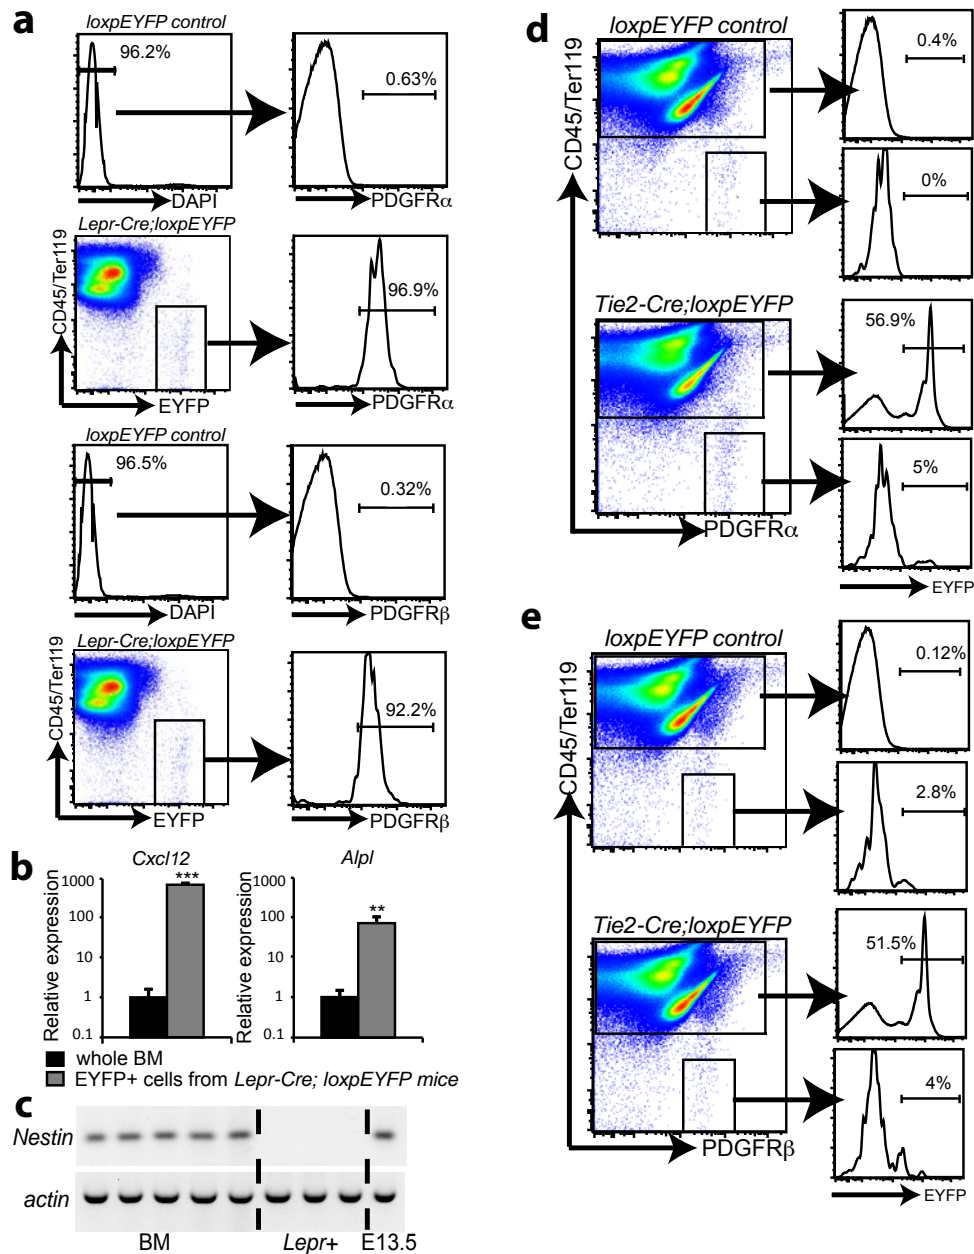 a
loxpEYFP control
96.2%
0.63%
DAPI
PDGFRα
Lepr-Cre;loxpEYFP
CD45/Ter119
96.9%
EYFP
PDGFRα
loxpEYFP control
96.5%
0.32%
DAPI
PDGFRβ
Lepr-Cre;loxpEYFP
CD45/Ter119
92.2%
EYFP
PDGFRβ
b
Cxcl12
Alpl
Relative expression
1000
100
10
1
0.1
***
Relative expression
1000
100
10
1
0.1
**
whole BM
EYFP+ cells from Lepr-Cre; loxpEYFP mice
c
Nestin
actin
BM
Lepr+
E13.5
d
loxpEYFP control
CD45/Ter119
0.4%
0%
Tie2-Cre;loxpEYFP
56.9%
5%
PDGFRα
EYFP
e
loxpEYFP control
CD45/Ter119
0.12%
2.8%
Tie2-Cre;loxpEYFP
51.5%
4%
PDGFRβ
EYFP